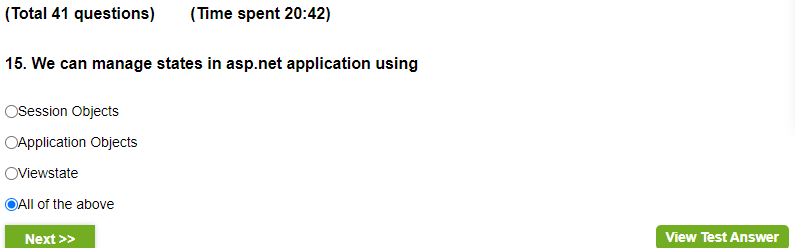 (Total 41 questions) (Time spent 20:42)
15. We can manage states in asp.net application using
Session Objects
Application Objects
Viewstate
All of the above
Next >> View Test Answer